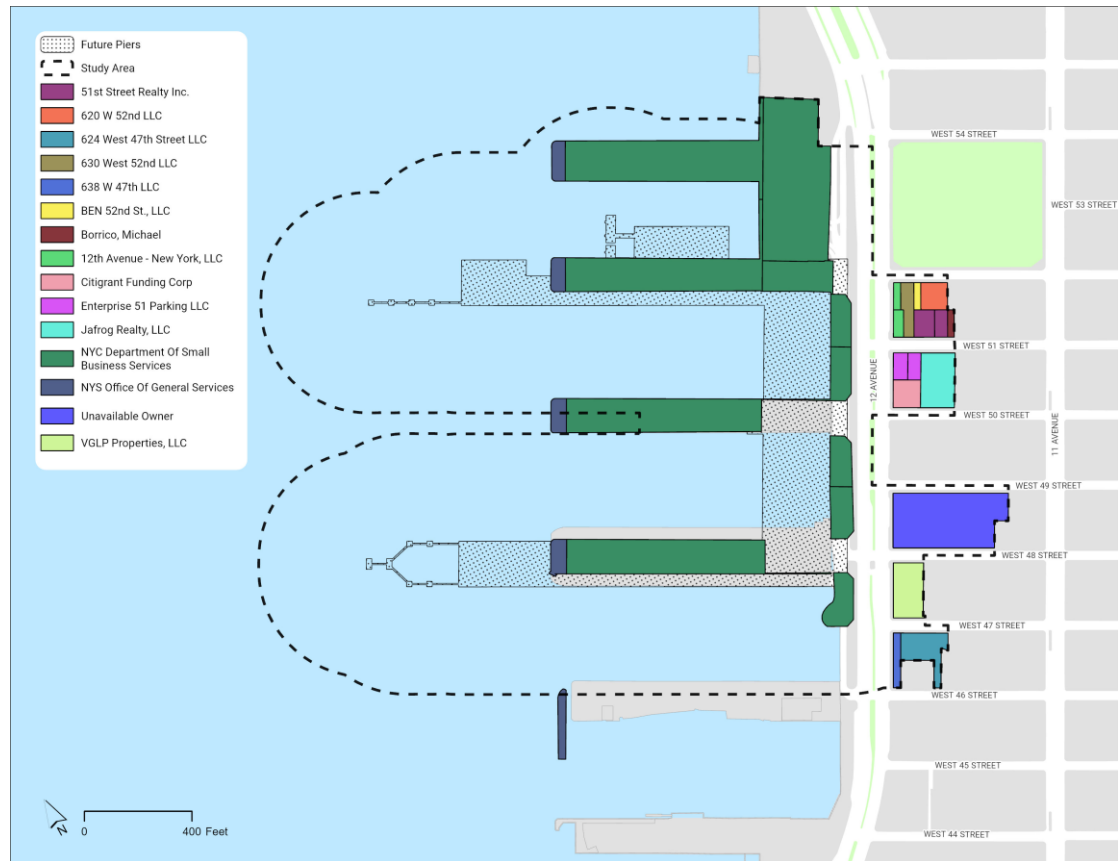 Future Piers
Study Area
51st Street Realty Inc.
620 W 52nd LLC
624 West 47th Street LLC
630 West 52nd LLC
638 W 47th LLC
BEN 52nd St., LLC
Borrico, Michael
12th Avenue - New York, LLC
Citigrant Funding Corp
Enterprise 51 Parking LLC
Jafrog Realty, LLC
NYC Department Of Small
Business Services
NYS Office Of General Services
Unavailable Owner
VGLP Properties, LLC
WEST 54 STREET
WEST 53 STREET
WEST 51 STREET
12 AVENUE
WEST 50 STREET
11 AVENUE
WEST 49 STREET
WEST 48 STREET
WEST 47 STREET
WEST 46 STREET
WEST 45 STREET
WEST 44 STREET
N
0 400 Feet